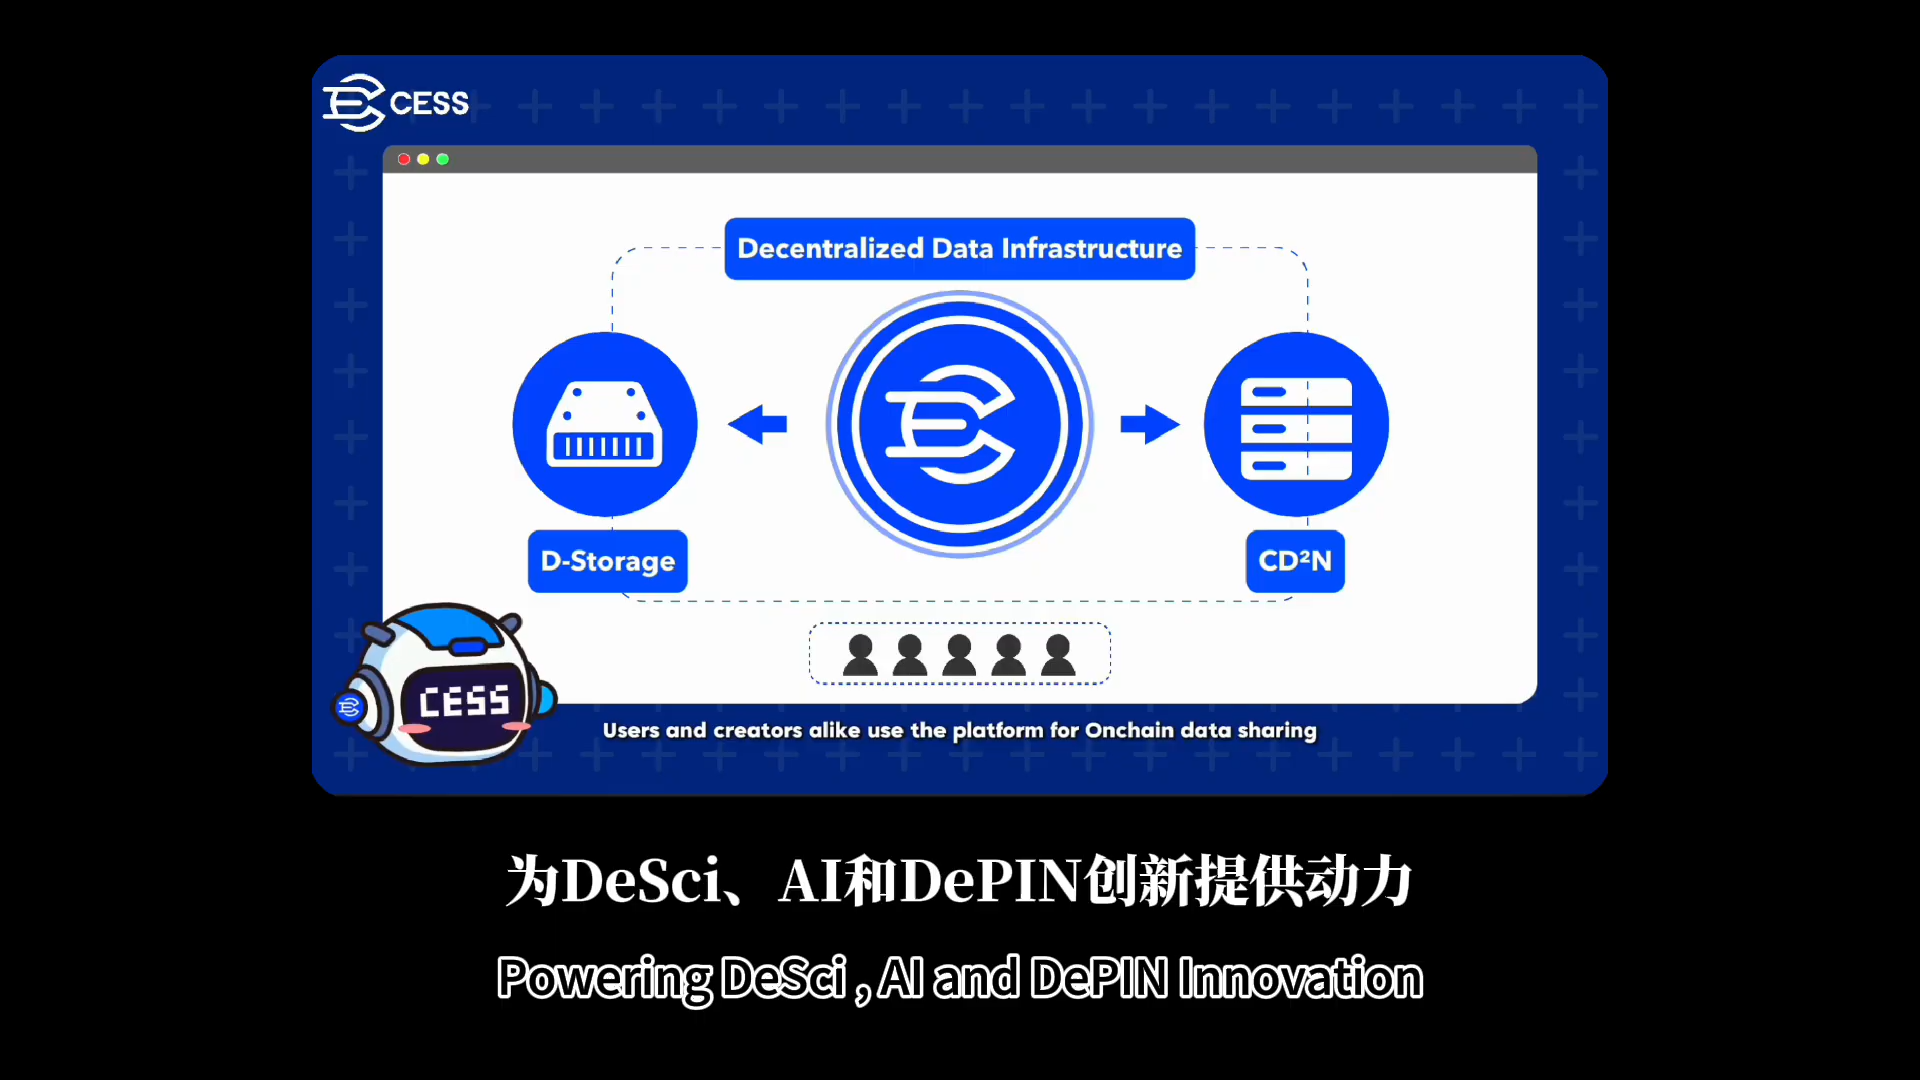 CESS
Decentralized Data Infrastructure
D-Storage
CD²N
CESS
Users and creators alike use the platform for Onchain data sharing
为DeSci、AI和DePIN创新提供动力
Powering DeSci , AI and DePIN Innovation